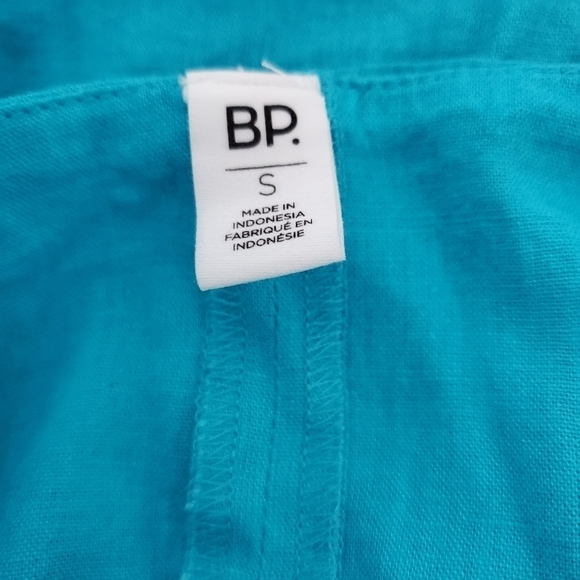 BP.
S
MADE IN
INDONESIA
FABRIQUÉ EN
INDONÉSIE